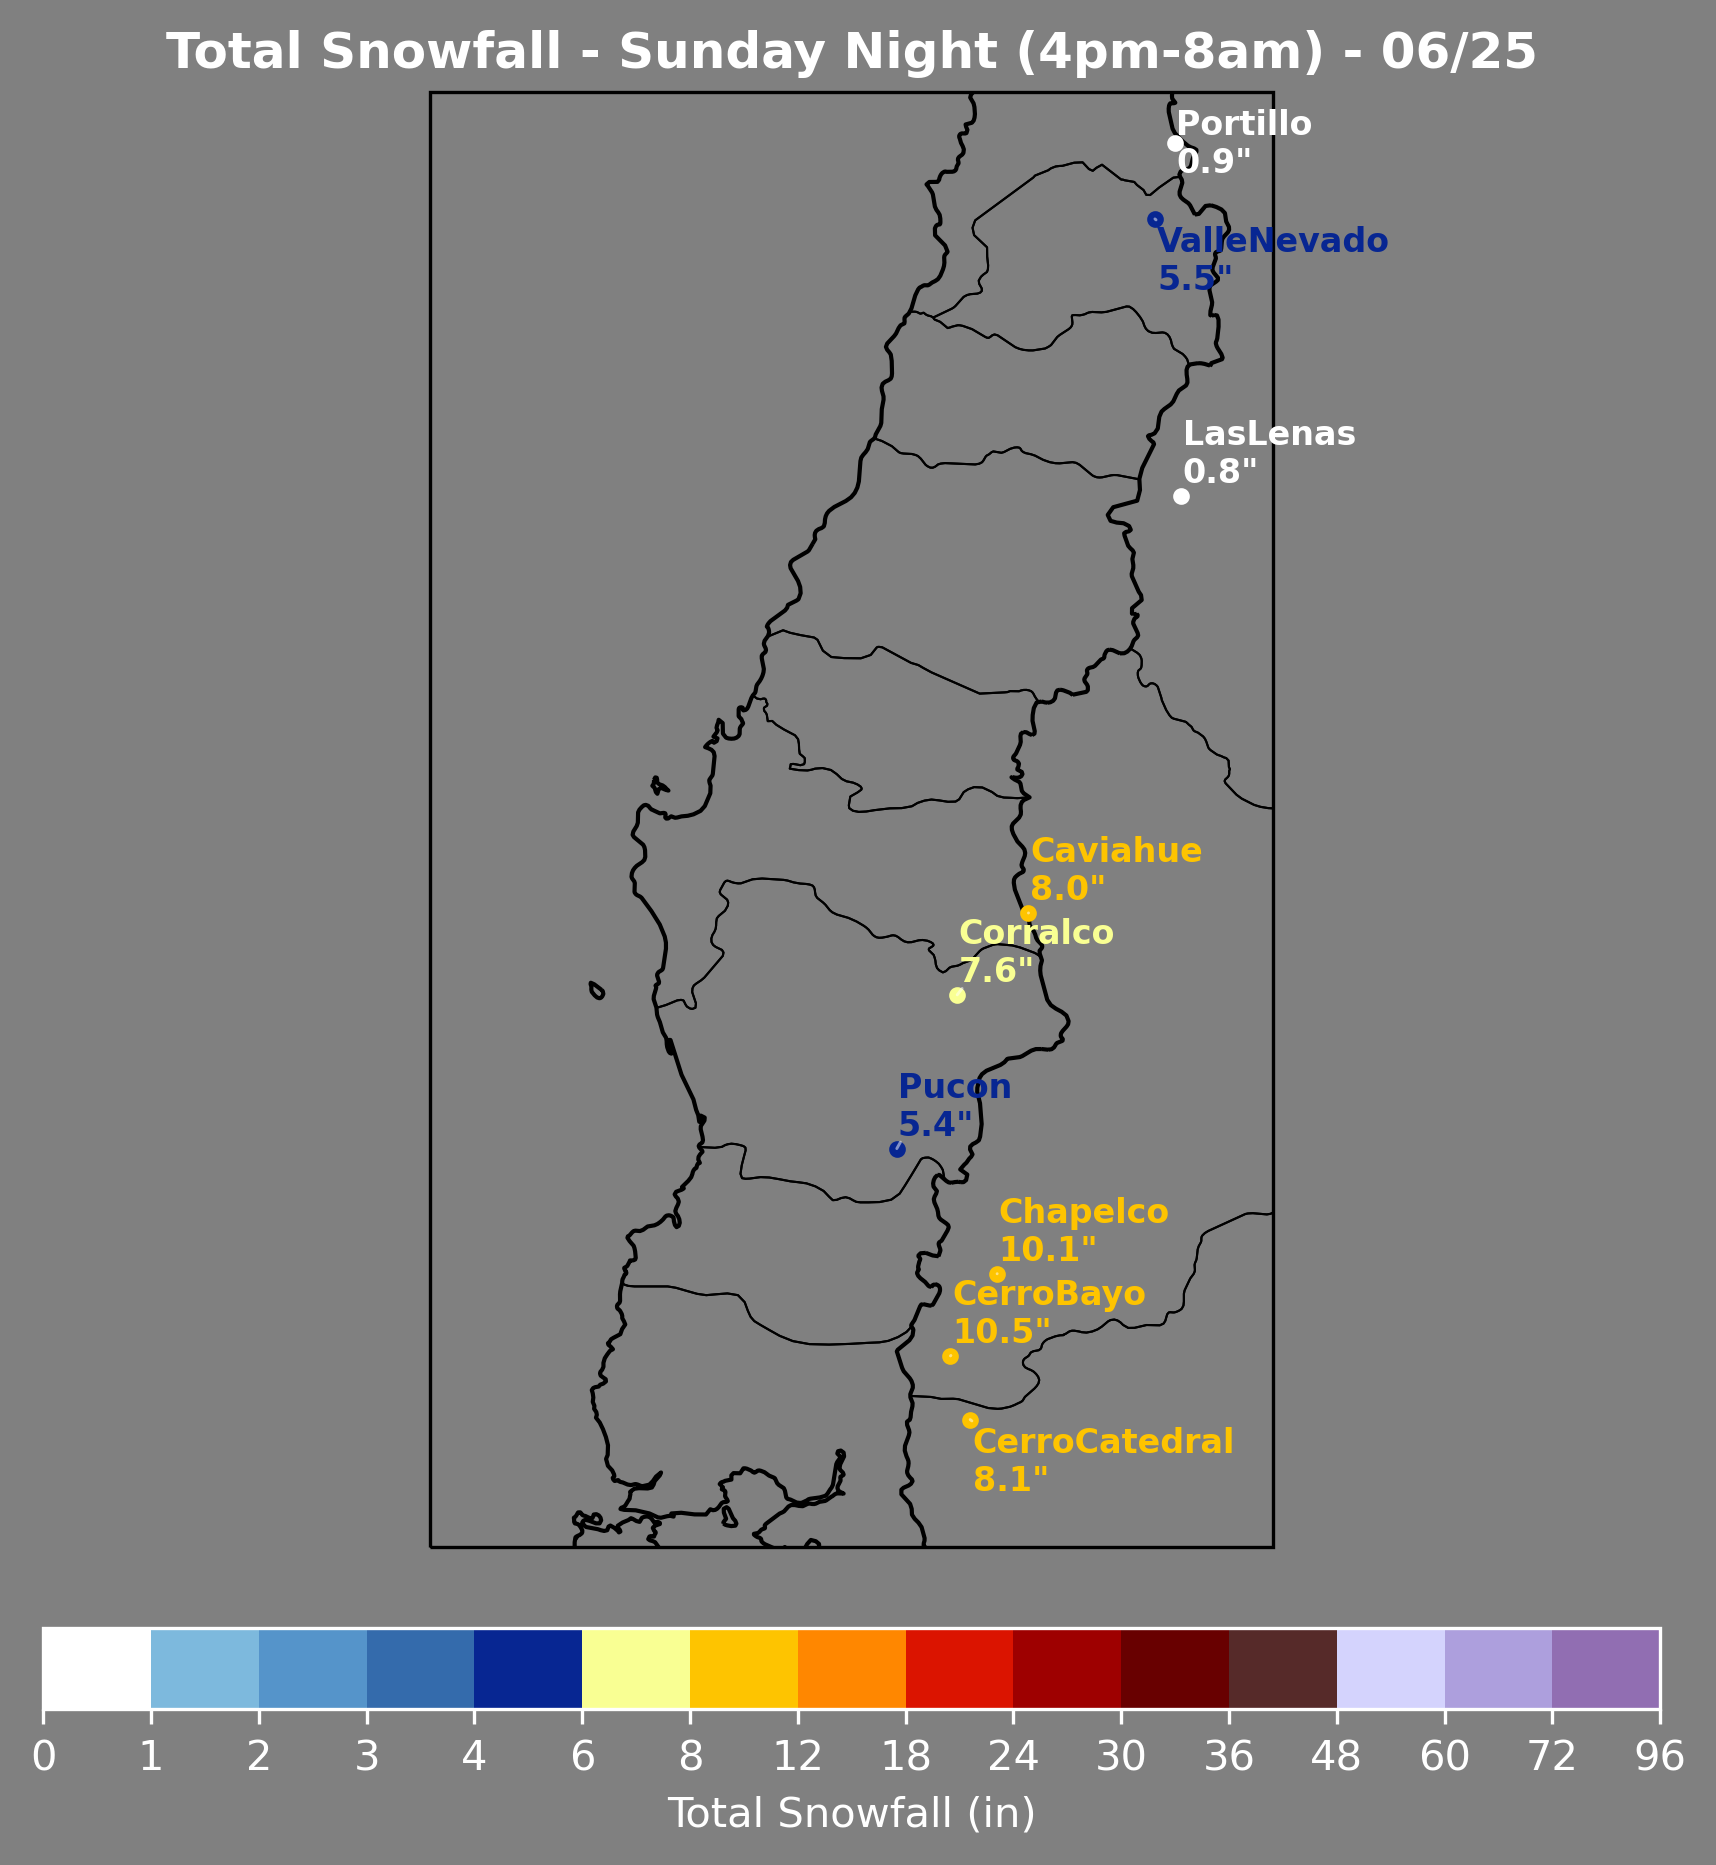 Total Snowfall - Sunday Night (4pm-8am) - 06/25
Portillo
0.9"
ValleNevado
5.5"
LasLenas
0.8"
Caviahue
8.0"
Corralco
7.6"
Pucon
5.4"
Chapelco
10.1"
CerroBayo
10.5"
CerroCatedral
8.1"
0 1 2 3 4 6 8 12 18 24 30 36 48 60 72 96
Total Snowfall (in)